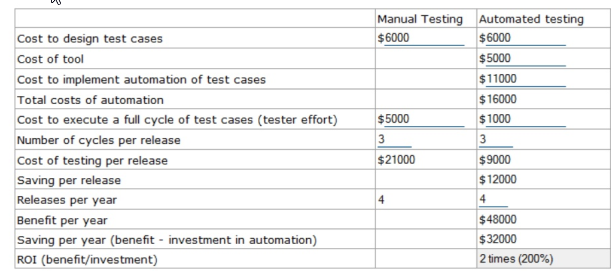 Manual Testing Automated testing
Cost to design test cases $6000 $6000
Cost of tool $5000
Cost to implement automation of test cases $11000
Total costs of automation $16000
Cost to execute a full cycle of test cases (tester effort) $5000 $1000
Number of cycles per release 3 3
Cost of testing per release $21000 $9000
Saving per release $12000
Releases per year 4 4
Benefit per year $48000
Saving per year (benefit - investment in automation) $32000
ROI (benefit/investment) 2 times (200%)